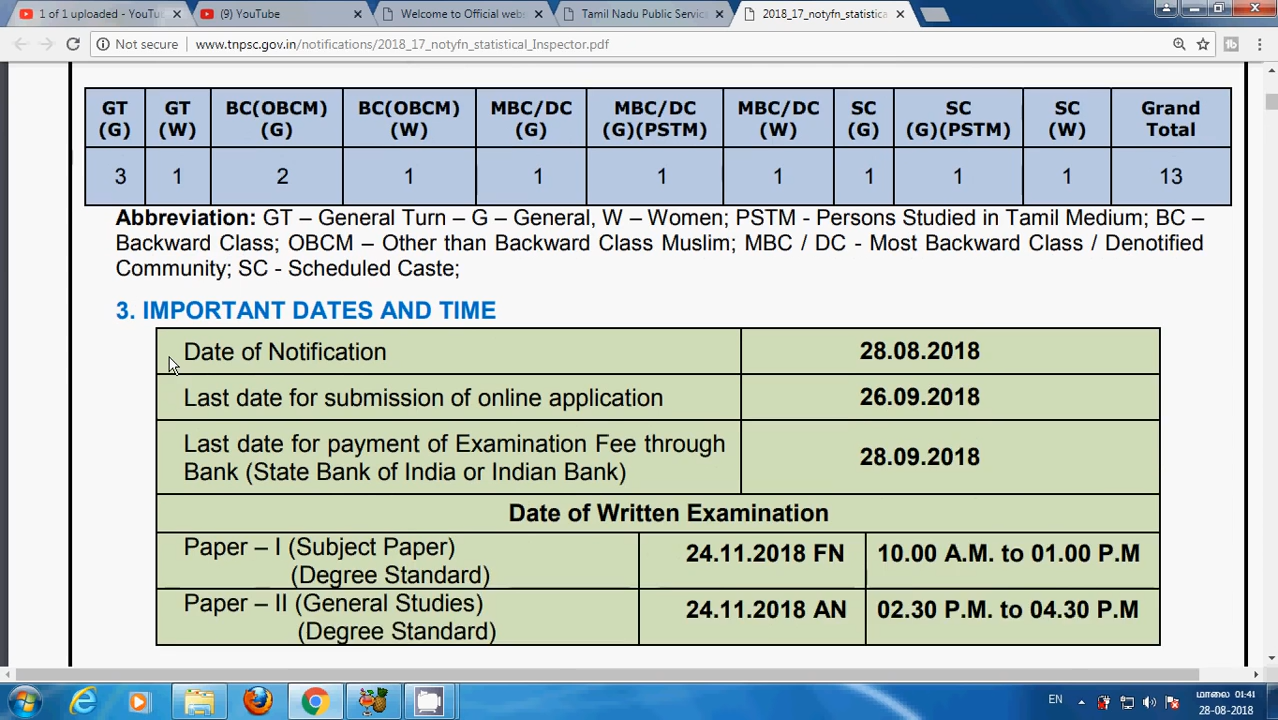 1 of 1 uploaded - YouTu
(9) YouTube
Welcome to Official webs
Tamil Nadu Public Servic
2018_17_notyfn_statistica
Not secure
www.tnpsc.gov.in/notifications/2018_17_notyfn_statistical_Inspector.pdf
GT (G) GT (W) BC(OBCM) (G) BC(OBCM) (W) MBC/DC (G) MBC/DC (G)(PSTM) MBC/DC (W) SC (G) SC (G)(PSTM) SC (W) Grand Total
3 1 2 1 1 1 1 1 1 1 13
Abbreviation: GT – General Turn – G – General, W – Women; PSTM - Persons Studied in Tamil Medium; BC –
Backward Class; OBCM – Other than Backward Class Muslim; MBC / DC - Most Backward Class / Denotified
Community; SC - Scheduled Caste;
3. IMPORTANT DATES AND TIME
Date of Notification 28.08.2018
Last date for submission of online application 26.09.2018
Last date for payment of Examination Fee through
Bank (State Bank of India or Indian Bank) 28.09.2018
Date of Written Examination
Paper – I (Subject Paper) 24.11.2018 FN 10.00 A.M. to 01.00 P.M
(Degree Standard)
Paper – II (General Studies) 24.11.2018 AN 02.30 P.M. to 04.30 P.M
(Degree Standard)
EN
மாலை 01:41
28-08-2018